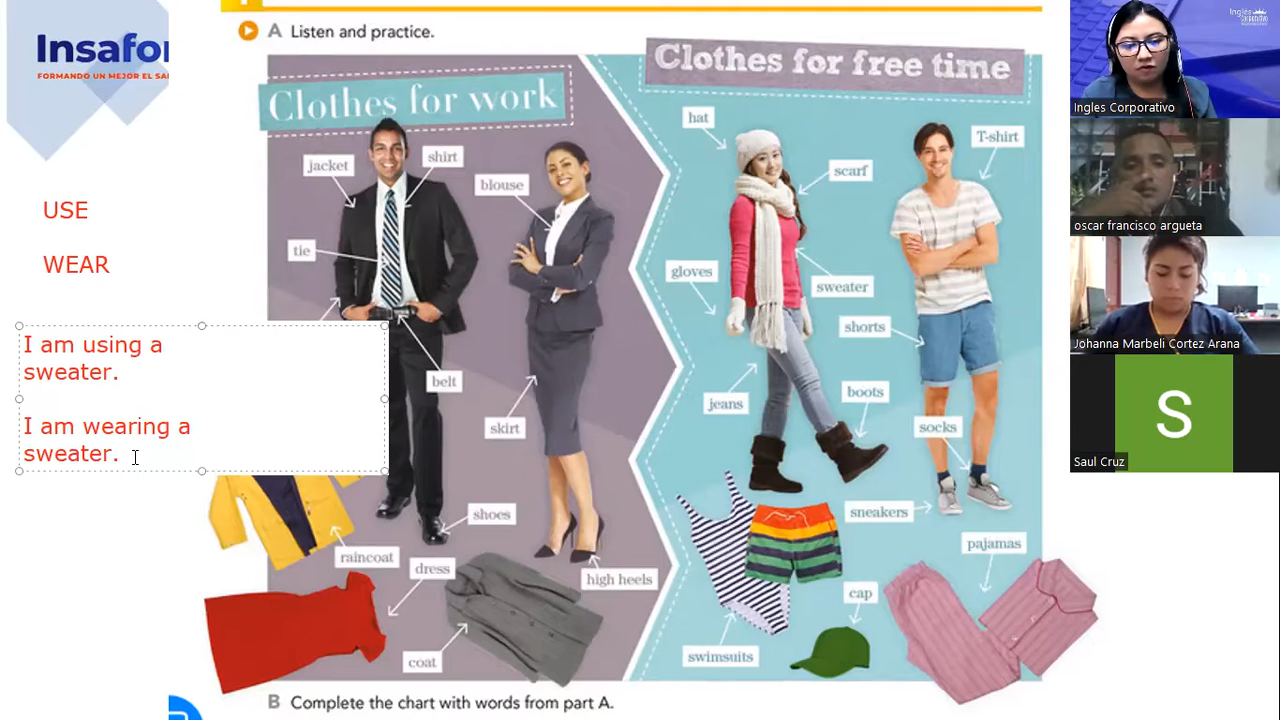 Insafor
FORMANDO UN MEJOR EL SA
A Listen and practice.
Clothes for work
Clothes for free time
hat
T-shirt
shirt
jacket
scarf
blouse
USE
tie
WEAR
gloves
sweater
shorts
I am using a
sweater.
belt
boots
jeans
I am wearing a
sweater.
skirt
socks
shoes
sneakers
raincoat
pajamas
dress
high heels
cap
coat
swimsuits
B Complete the chart with words from part A.
Inglés
Corporativo
Ingles Corporativo
oscar francisco argueta
Johanna Marbeli Cortez Arana
S
Saul Cruz